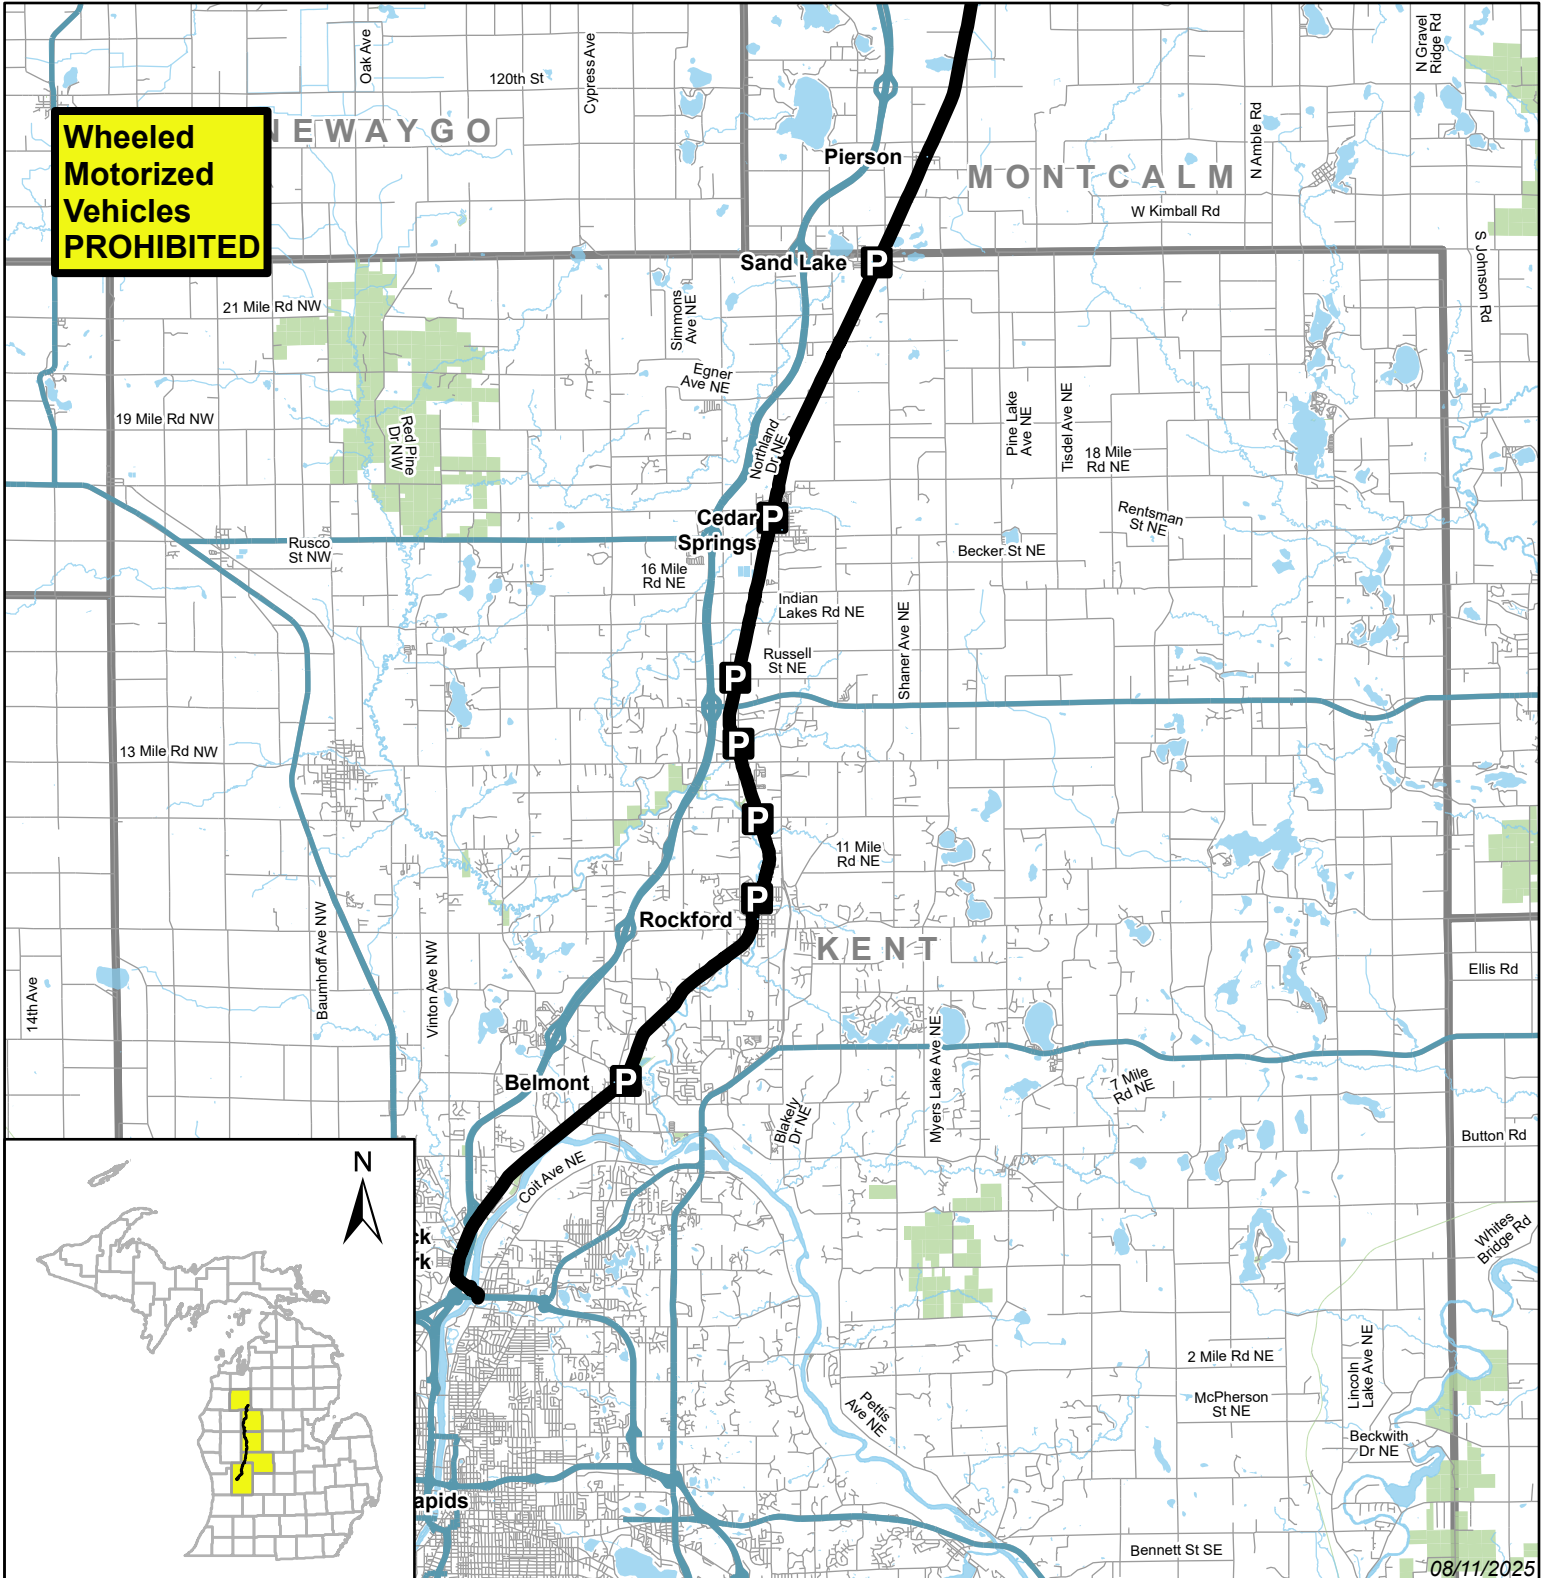 N Gravel
Ridge Rd
Oak Ave
Cypress Ave
120th St
Wheeled
Motorized
Vehicles
PROHIBITED
NEWAYGO
N Amble Rd
Pierson
MONTCALM
W Kimball Rd
S Johnson Rd
Sand Lake
P
21 Mile Rd NW
Simmons
Ave NE
Egner
Ave NE
19 Mile Rd NW
Red Pine
Dr NW
Northland
Dr NE
Pine Lake
Ave NE
Tisdel Ave NE
18 Mile
Rd NE
Cedar
Springs
P
Rentsman
St NE
Rusco
St NW
Becker St NE
16 Mile
Rd NE
Indian
Lakes Rd NE
Shaner Ave NE
Russell
St NE
P
13 Mile Rd NW
P
P
11 Mile
Rd NE
P
Rockford
KENT
Baumhoff Ave NW
Vinton Ave NW
14th Ave
Ellis Rd
Myers Lake Ave NE
Belmont
P
7 Mile
Rd NE
Blakely
Dr NE
Button Rd
N
Coit Ave NE
Whites
Bridge Rd
ck
rk
2 Mile Rd NE
Lincoln
Lake Ave NE
McPherson
St NE
Pettis
Ave NE
Beckwith
Dr NE
apids
Bennett St SE
08/11/2025